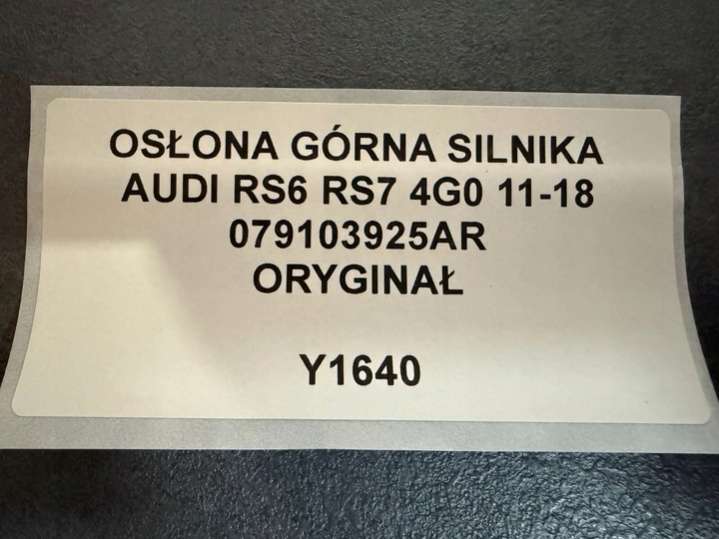 OSŁONA GÓRNA SILNIKA
AUDI RS6 RS7 4G0 11-18
079103925AR
ORYGINAŁ
Y1640